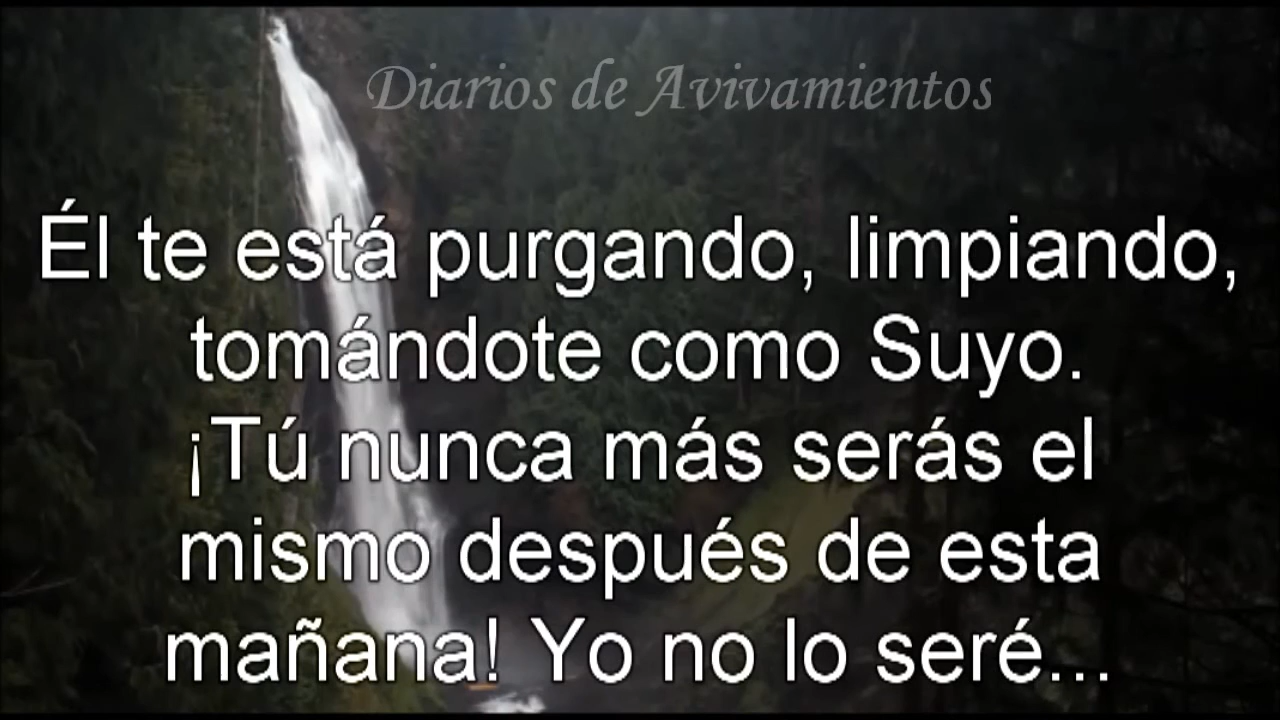 Diarios de Avivamientos
Él te está purgando, limpiando,
tomándote como Suyo.
¡Tú nunca más serás el
mismo después de esta
mañana! Yo no lo seré...